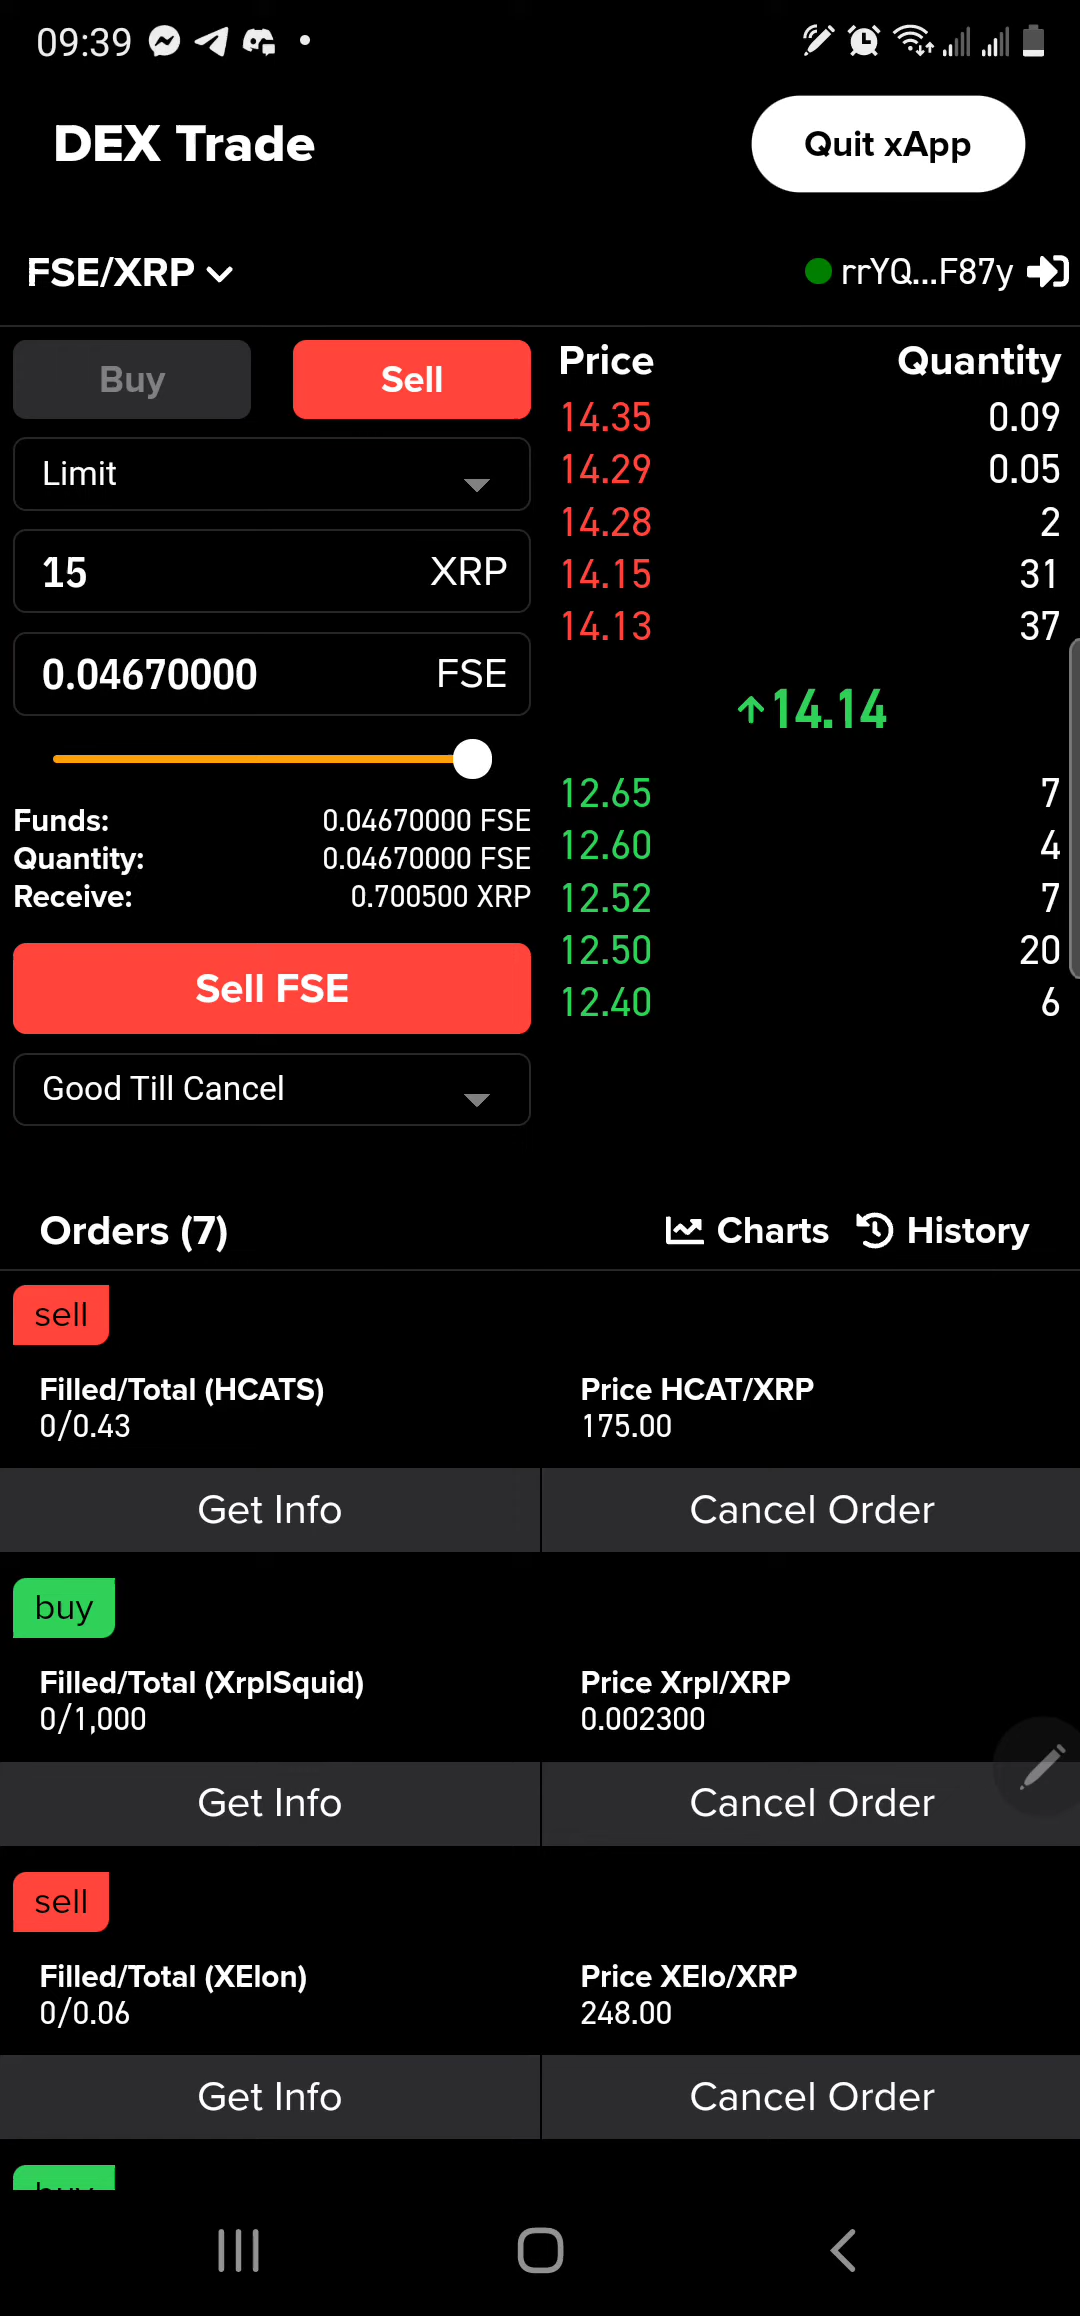 09:39
DEX Trade
Quit xApp
FSE/XRP
rrYQ...F87y
Buy
Sell
Limit
15 XRP
0.04670000 FSE
Funds: 0.04670000 FSE
Quantity: 0.04670000 FSE
Receive: 0.700500 XRP
Sell FSE
Good Till Cancel
Price Quantity
14.35 0.09
14.29 0.05
14.28 2
14.15 31
14.13 37
↑14.14
12.65 7
12.60 4
12.52 7
12.50 20
12.40 6
Orders (7)
Charts
History
sell
Filled/Total (HCATS) Price HCAT/XRP
0/0.43 175.00
Get Info Cancel Order
buy
Filled/Total (XrplSquid) Price Xrpl/XRP
0/1,000 0.002300
Get Info Cancel Order
sell
Filled/Total (XElon) Price XElo/XRP
0/0.06 248.00
Get Info Cancel Order
buy